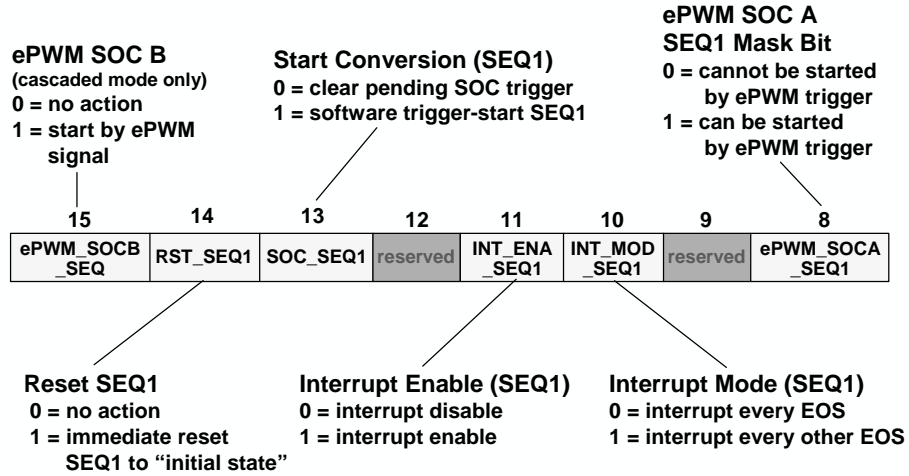 ePWM SOC B
(cascaded mode only)
0 = no action
1 = start by ePWM
signal
Start Conversion (SEQ1)
0 = clear pending SOC trigger
1 = software trigger-start SEQ1
ePWM SOC A
SEQ1 Mask Bit
0 = cannot be started
by ePWM trigger
1 = can be started
by ePWM trigger
15 14 13 12 11 10 9 8
ePWM_SOCB
_SEQ
RST_SEQ1
SOC_SEQ1
reserved
INT_ENA
_SEQ1
INT_MOD
_SEQ1
reserved
ePWM_SOCA
_SEQ1
Reset SEQ1
0 = no action
1 = immediate reset
SEQ1 to “initial state”
Interrupt Enable (SEQ1)
0 = interrupt disable
1 = interrupt enable
Interrupt Mode (SEQ1)
0 = interrupt every EOS
1 = interrupt every other EOS